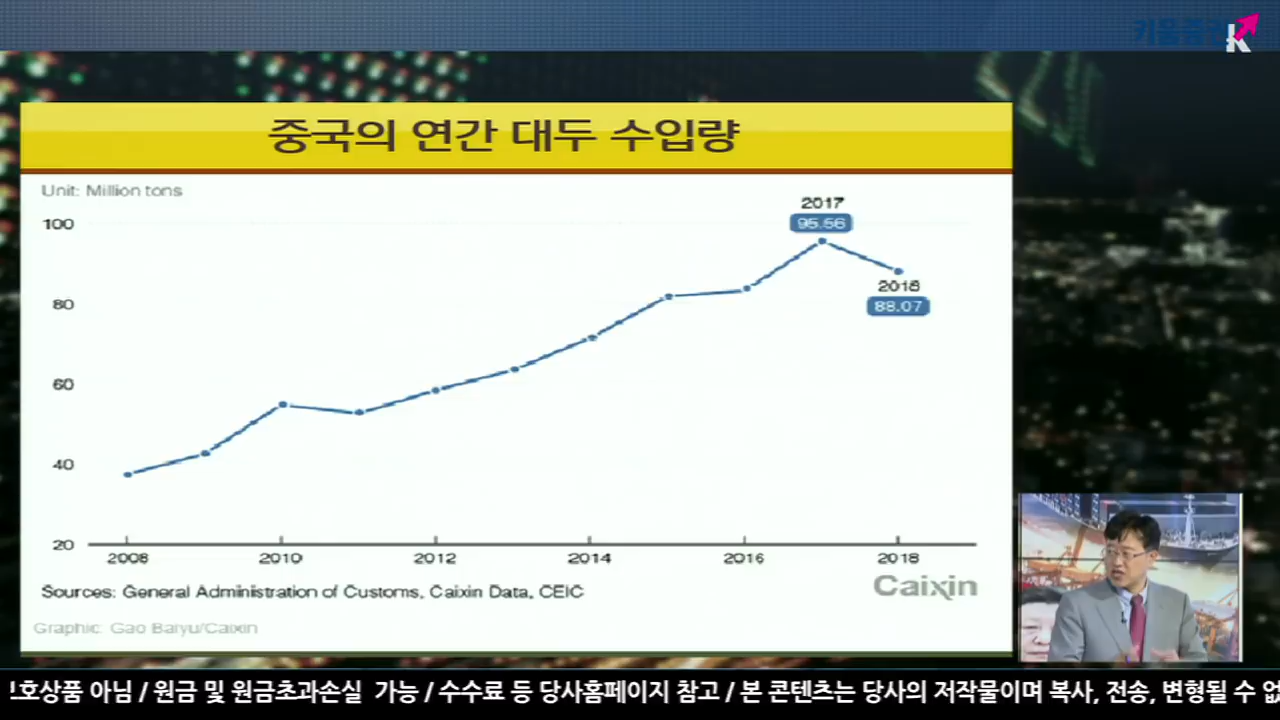 키움증권
중국의 연간 대두 수입량
Unit: Million tons
100
80
60
40
20
2017
95.56
2018
88.07
2008 2010 2012 2014 2016 2018
Sources: General Administration of Customs, Caixin Data, CEIC
Caixin
Graphic: Gao Baiyu/Caixin
호상품 아님 / 원금 및 원금초과손실 가능 / 수수료 등 당사홈페이지 참고 / 본 콘텐츠는 당사의 저작물이며 복사, 전송, 변형될 수 없